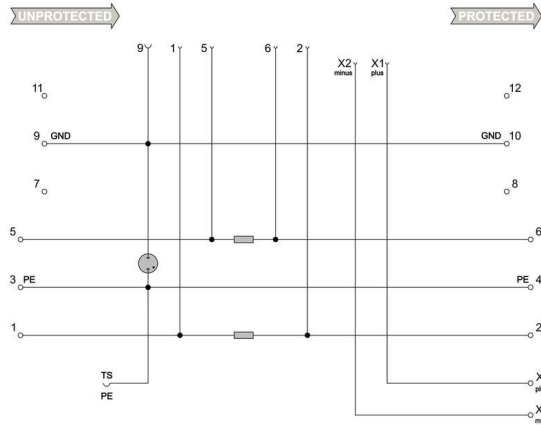 UNPROTECTED
PROTECTED
9 1 5 6 2
X2 X1
minus plus
11 12
9 GND GND 10
7 8
5 6
3 PE PE 4
1 2
TS
PE
X
X